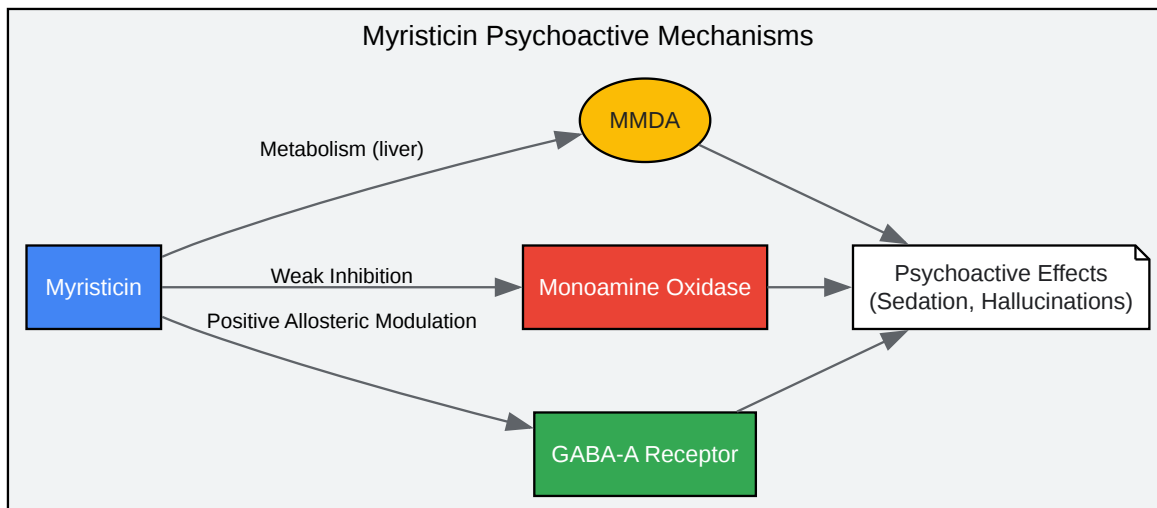 Myristicin Psychoactive Mechanisms
MMDA
Metabolism (liver)
Myristicin
Weak Inhibition
Monoamine Oxidase
Psychoactive Effects
(Sedation, Hallucinations)
Positive Allosteric Modulation
GABA-A Receptor